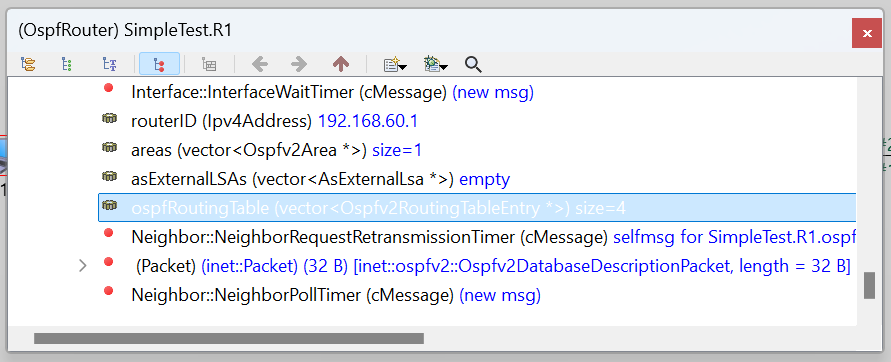 (OspfRouter) SimpleTest.R1
Interface::InterfaceWaitTimer (cMessage) (new msg)
routerID (Ipv4Address) 192.168.60.1
areas (vector<Ospfv2Area *>) size=1
asExternalLSAs (vector<AsExternalLsa *>) empty
ospfRoutingTable (vector<Ospfv2RoutingTableEntry *>) size=4
Neighbor::NeighborRequestRetransmissionTimer (cMessage) selfmsg for SimpleTest.R1.ospf
(Packet) (inet::Packet) (32 B) [inet::ospfv2::Ospfv2DatabaseDescriptionPacket, length = 32 B]
Neighbor::NeighborPollTimer (cMessage) (new msg)